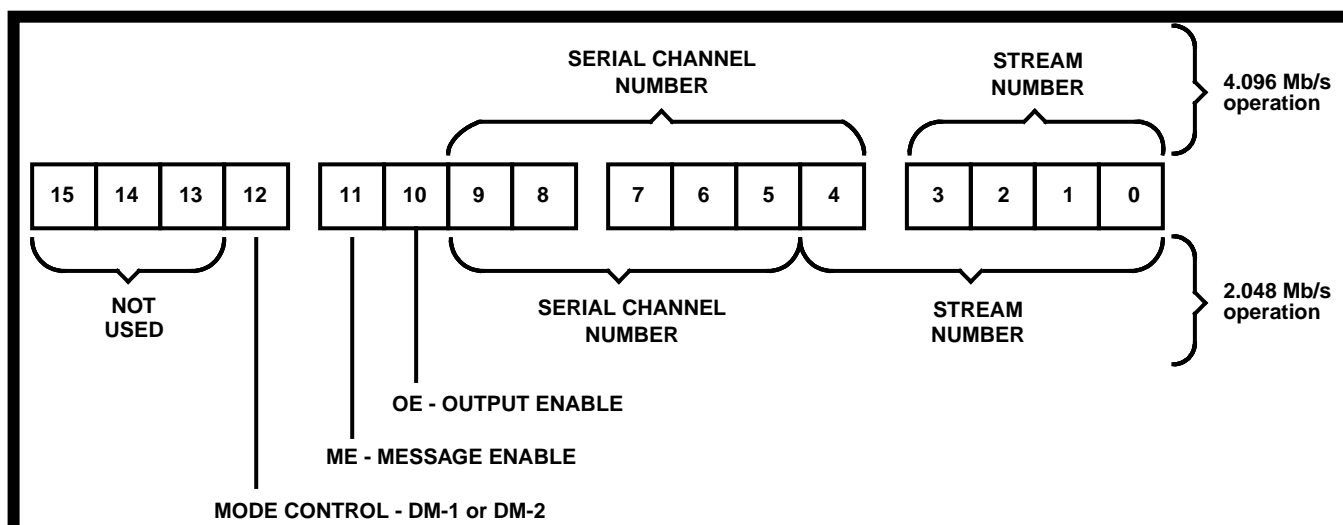 SERIAL CHANNEL
NUMBER
STREAM
NUMBER
4.096 Mb/s
operation
15 14 13 12 11 10 9 8 7 6 5 4 3 2 1 0
NOT
USED
SERIAL CHANNEL
NUMBER
STREAM
NUMBER
2.048 Mb/s
operation
OE - OUTPUT ENABLE
ME - MESSAGE ENABLE
MODE CONTROL - DM-1 or DM-2